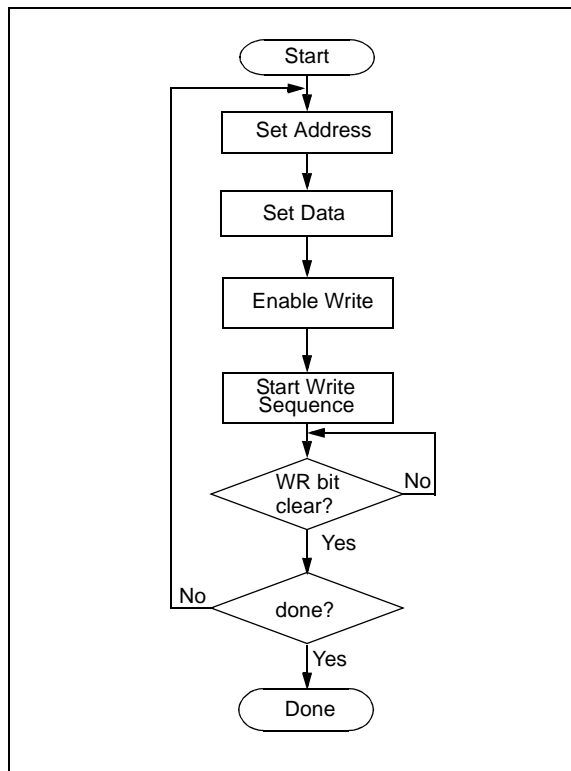 Start
Set Address
Set Data
Enable Write
Start Write
Sequence
WR bit
clear?
No
Yes
No
done?
Yes
Done